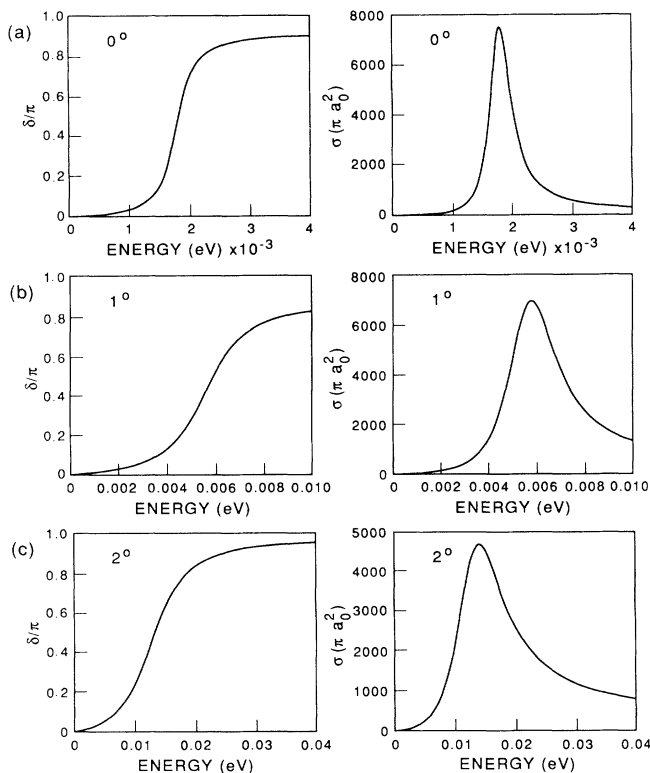 (a)
1.0
0.8
0.6
0.4
0.2
0
0°
δ/π
0 1 2 3 4
ENERGY (eV) x10⁻³
8000
6000
4000
2000
0
0°
σ (π a₀²)
0 1 2 3 4
ENERGY (eV) x10⁻³
(b)
1.0
0.8
0.6
0.4
0.2
0
1°
δ/π
0 0.002 0.004 0.006 0.008 0.010
ENERGY (eV)
8000
6000
4000
2000
0
1°
σ (π a₀²)
0 0.002 0.004 0.006 0.008 0.010
ENERGY (eV)
(c)
1.0
0.8
0.6
0.4
0.2
0
2°
δ/π
0 0.01 0.02 0.03 0.04
ENERGY (eV)
5000
4000
3000
2000
1000
0
2°
σ (π a₀²)
0 0.01 0.02 0.03 0.04
ENERGY (eV)